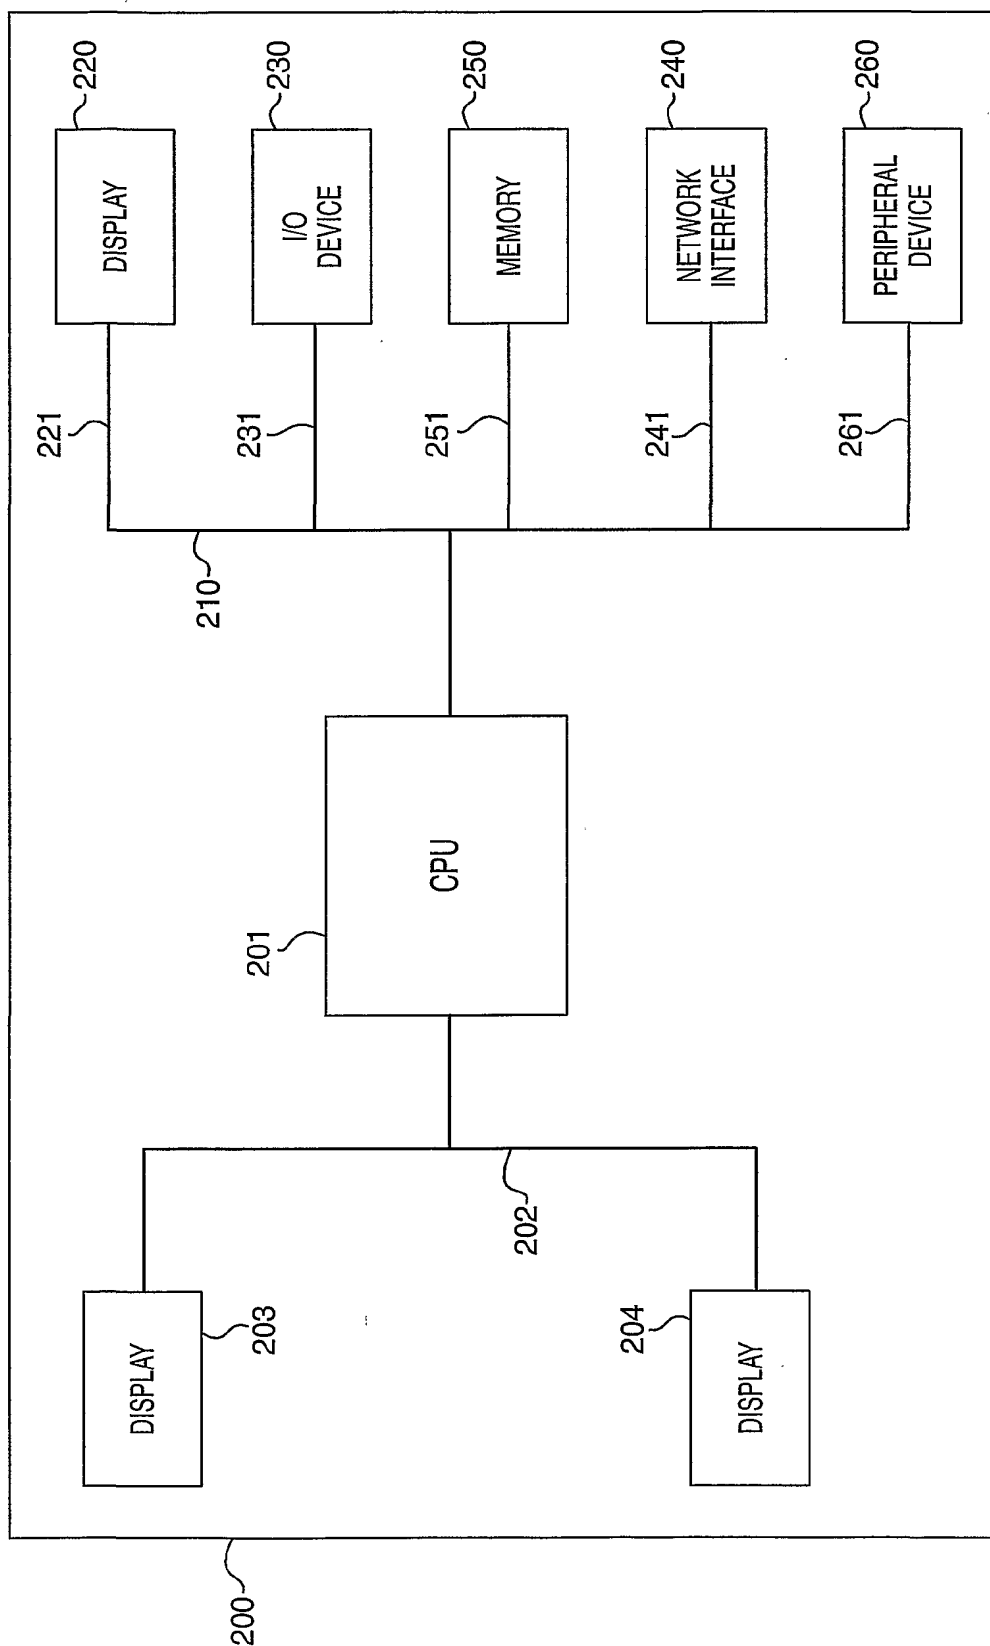 200
DISPLAY
203
DISPLAY
204
202
201
CPU
210
221
DISPLAY
220
231
I/O
DEVICE
230
251
MEMORY
250
241
NETWORK
INTERFACE
240
261
PERIPHERAL
DEVICE
260